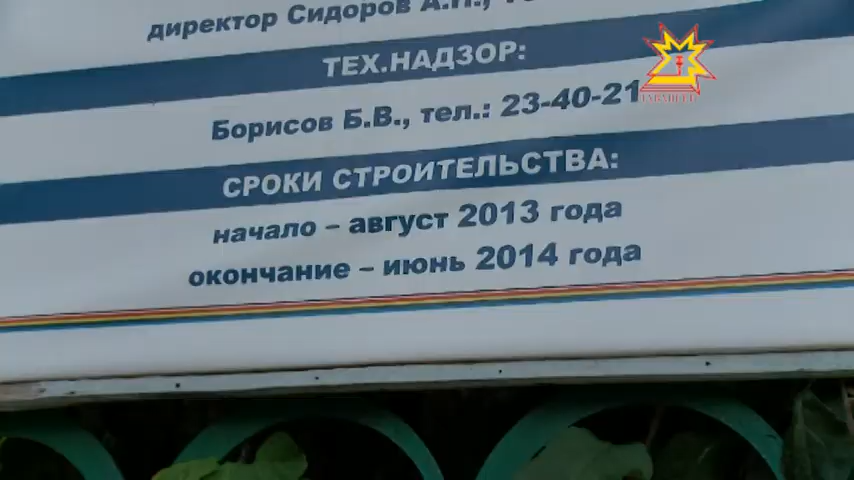 директор Сидоров А.П.,
ТЕХ.НАДЗОР:
Борисов Б.В., тел.: 23-40-21
СРОКИ СТРОИТЕЛЬСТВА:
начало – август 2013 года
окончание – июнь 2014 года